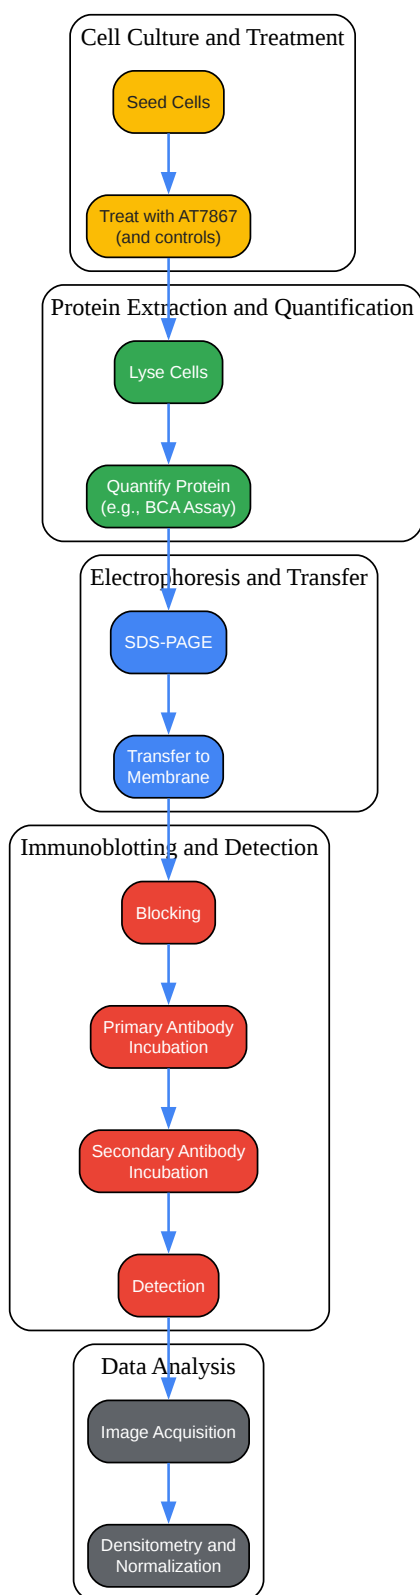 Cell Culture and Treatment
Seed Cells
Treat with AT7867
(and controls)
Protein Extraction and Quantification
Lyse Cells
Quantify Protein
(e.g., BCA Assay)
Electrophoresis and Transfer
SDS-PAGE
Transfer to
Membrane
Immunoblotting and Detection
Blocking
Primary Antibody
Incubation
Secondary Antibody
Incubation
Detection
Data Analysis
Image Acquisition
Densitometry and
Normalization